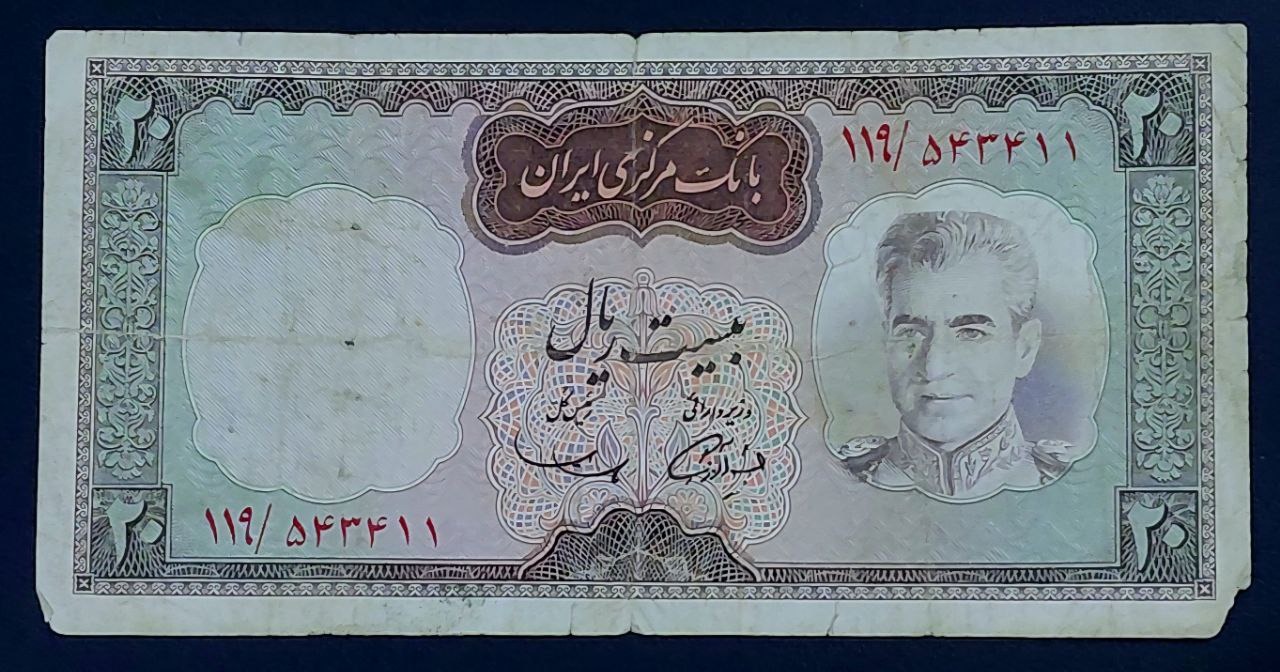 ۲۰
۲۰
بانک مرکزی ایران
۱۱۹/۵۴۳۴۱۱
بیست ریال
وزیر دارائی
رئیس کل
۱۱۹/۵۴۳۴۱۱
۲۰
۲۰